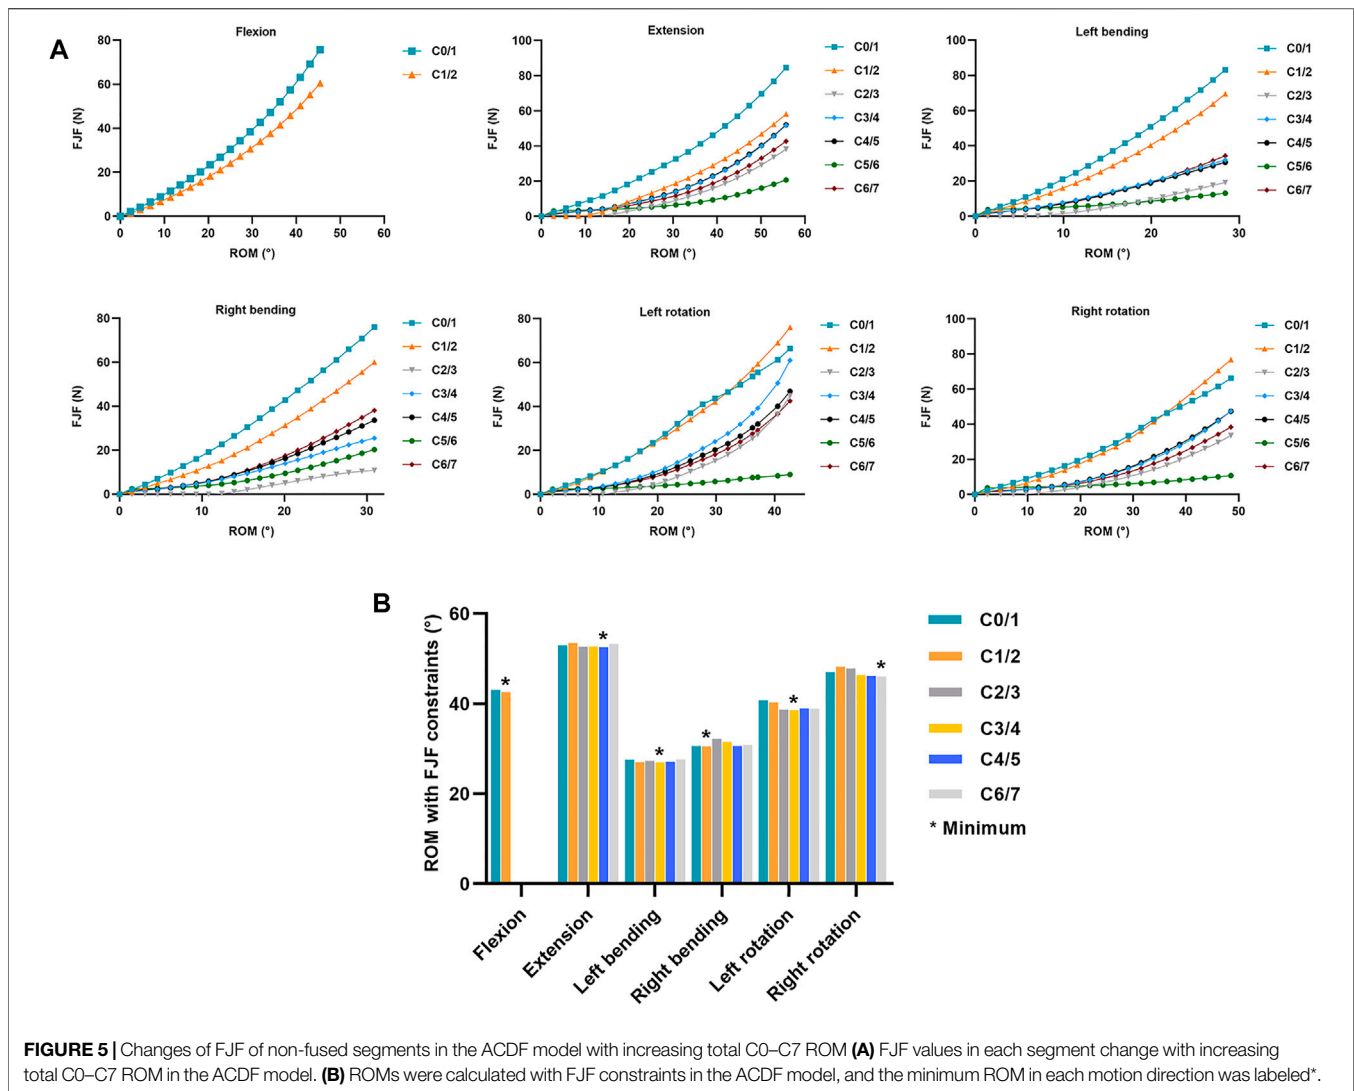 A
Flexion
FJF (N)
80
60
40
20
0
0 10 20 30 40 50 60
ROM (°)
C0/1
C1/2
Extension
FJF (N)
100
80
60
40
20
0
0 10 20 30 40 50 60
ROM (°)
C0/1
C1/2
C2/3
C3/4
C4/5
C5/6
C6/7
Left bending
FJF (N)
100
80
60
40
20
0
0 10 20 30
ROM (°)
C0/1
C1/2
C2/3
C3/4
C4/5
C5/6
C6/7
Right bending
FJF (N)
80
60
40
20
0
0 10 20 30
ROM (°)
C0/1
C1/2
C2/3
C3/4
C4/5
C5/6
C6/7
Left rotation
FJF (N)
80
60
40
20
0
0 10 20 30 40
ROM (°)
C0/1
C1/2
C2/3
C3/4
C4/5
C5/6
C6/7
Right rotation
FJF (N)
100
80
60
40
20
0
0 10 20 30 40 50
ROM (°)
C0/1
C1/2
C2/3
C3/4
C4/5
C5/6
C6/7
B
ROM with FJF constraints (°)
60
40
20
0
* * * * * *
Flexion
Extension
Left bending
Right bending
Left rotation
Right rotation
C0/1
C1/2
C2/3
C3/4
C4/5
C6/7
* Minimum
FIGURE 5 | Changes of FJF of non-fused segments in the ACDF model with increasing total C0–C7 ROM (A) FJF values in each segment change with increasing
total C0–C7 ROM in the ACDF model. (B) ROMs were calculated with FJF constraints in the ACDF model, and the minimum ROM in each motion direction was labeled*.